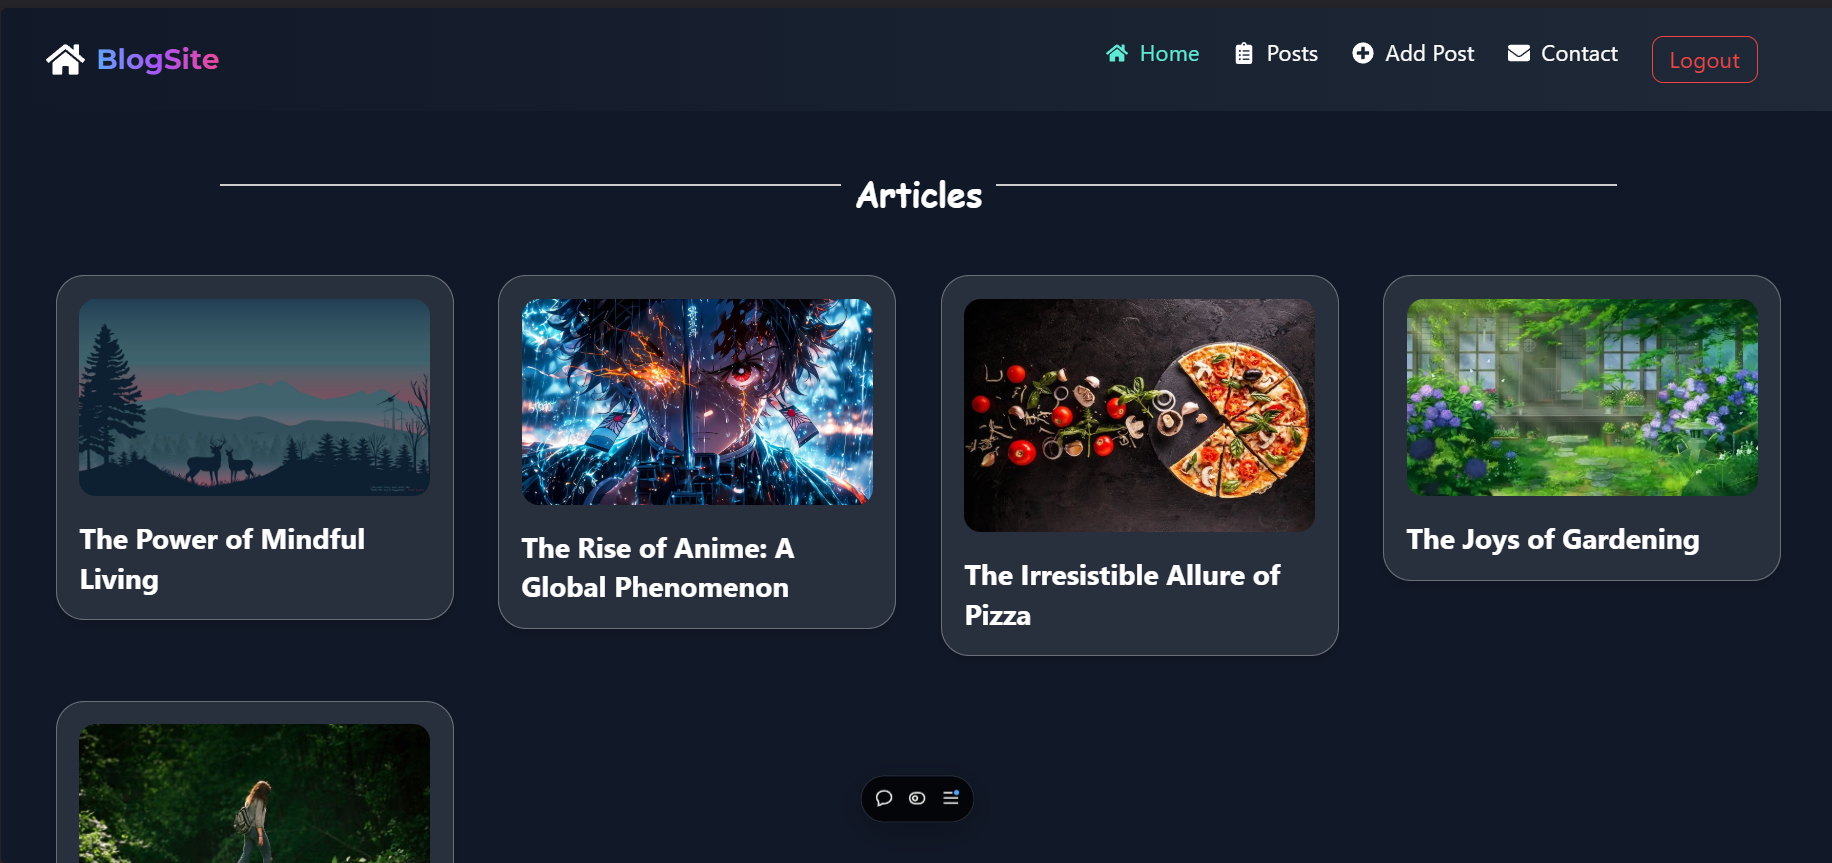 BlogSite
Home
Posts
Add Post
Contact
Logout
Articles
The Power of Mindful
Living
The Rise of Anime: A
Global Phenomenon
The Irresistible Allure of
Pizza
The Joys of Gardening